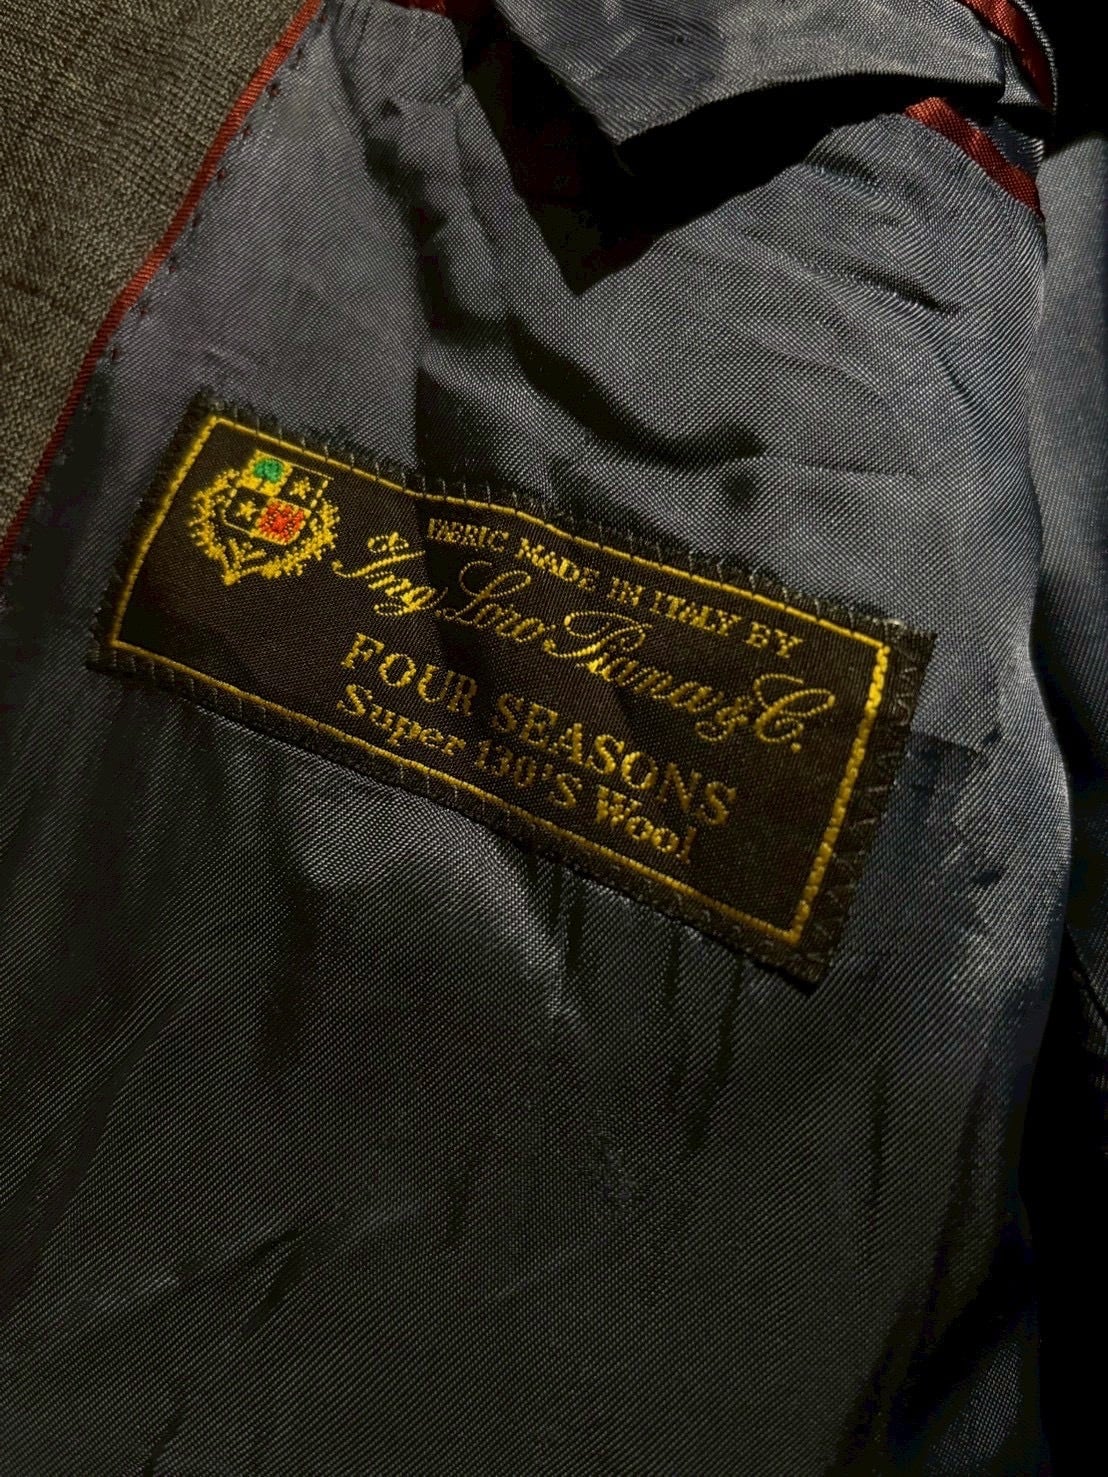 FABRIC MADE IN ITALY BY
Ing. Loro Piana & C.
FOUR SEASONS
Super 130'S Wool